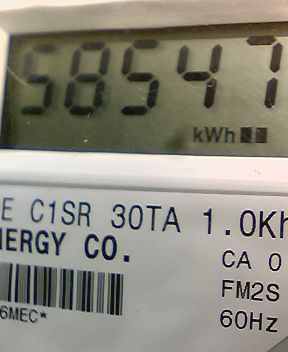 58547
kWh
E C1SR 30TA 1.0Kh
NERGY CO.
CA 0
FM2S
6MEC*
60Hz